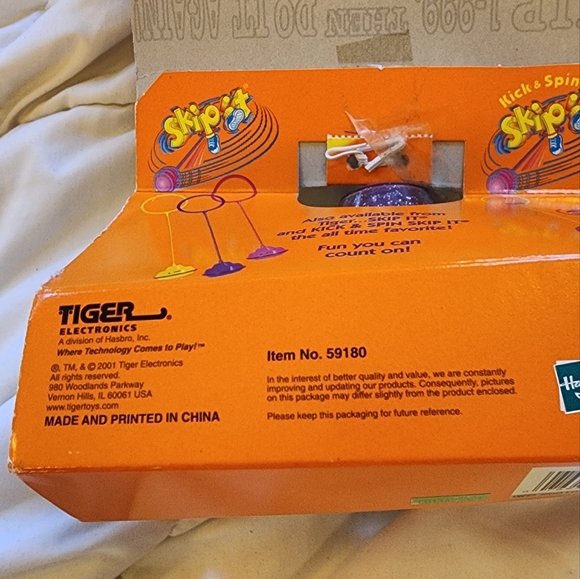 1-999, THEN DO IT AGAIN!
Skip·it
Kick & Spin
Skip it
Also available from
Tiger... SKIP IT™
and KICK & SPIN SKIP IT™
the all time favorite!
Fun you can
count on!
TIGER®
ELECTRONICS
A division of Hasbro, Inc.
Where Technology Comes to Play!™
®, TM, & © 2001 Tiger Electronics
All rights reserved.
980 Woodlands Parkway
Vernon Hills, IL 60061 USA
www.tigertoys.com
MADE AND PRINTED IN CHINA
Item No. 59180
In the interest of better quality and value, we are constantly
improving and updating our products. Consequently, pictures
on this package may differ slightly from the product enclosed.
Please keep this packaging for future reference.